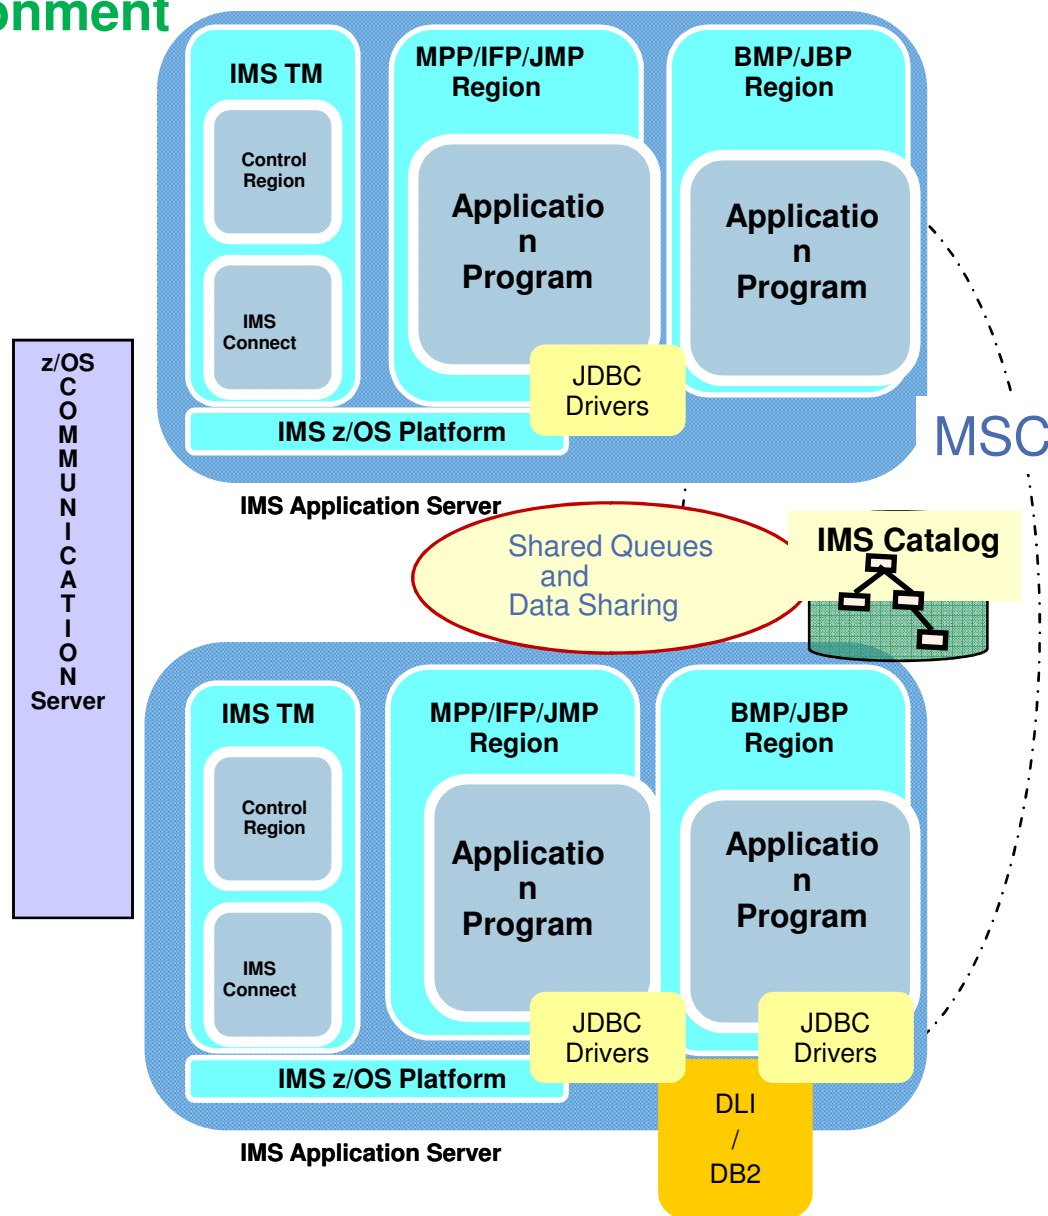 onment
IMS TM
MPP/IFP/JMP
Region
BMP/JBP
Region
Control
Region
Applicatio
n
Program
Applicatio
n
Program
IMS
Connect
JDBC
Drivers
IMS z/OS Platform
IMS Application Server
z/OS
C
O
M
M
U
N
I
C
A
T
I
O
N
Server
MSC
Shared Queues
and
Data Sharing
IMS Catalog
IMS TM
MPP/IFP/JMP
Region
BMP/JBP
Region
Control
Region
Applicatio
n
Program
Applicatio
n
Program
IMS
Connect
JDBC
Drivers
JDBC
Drivers
IMS z/OS Platform
IMS Application Server
DLI
/
DB2